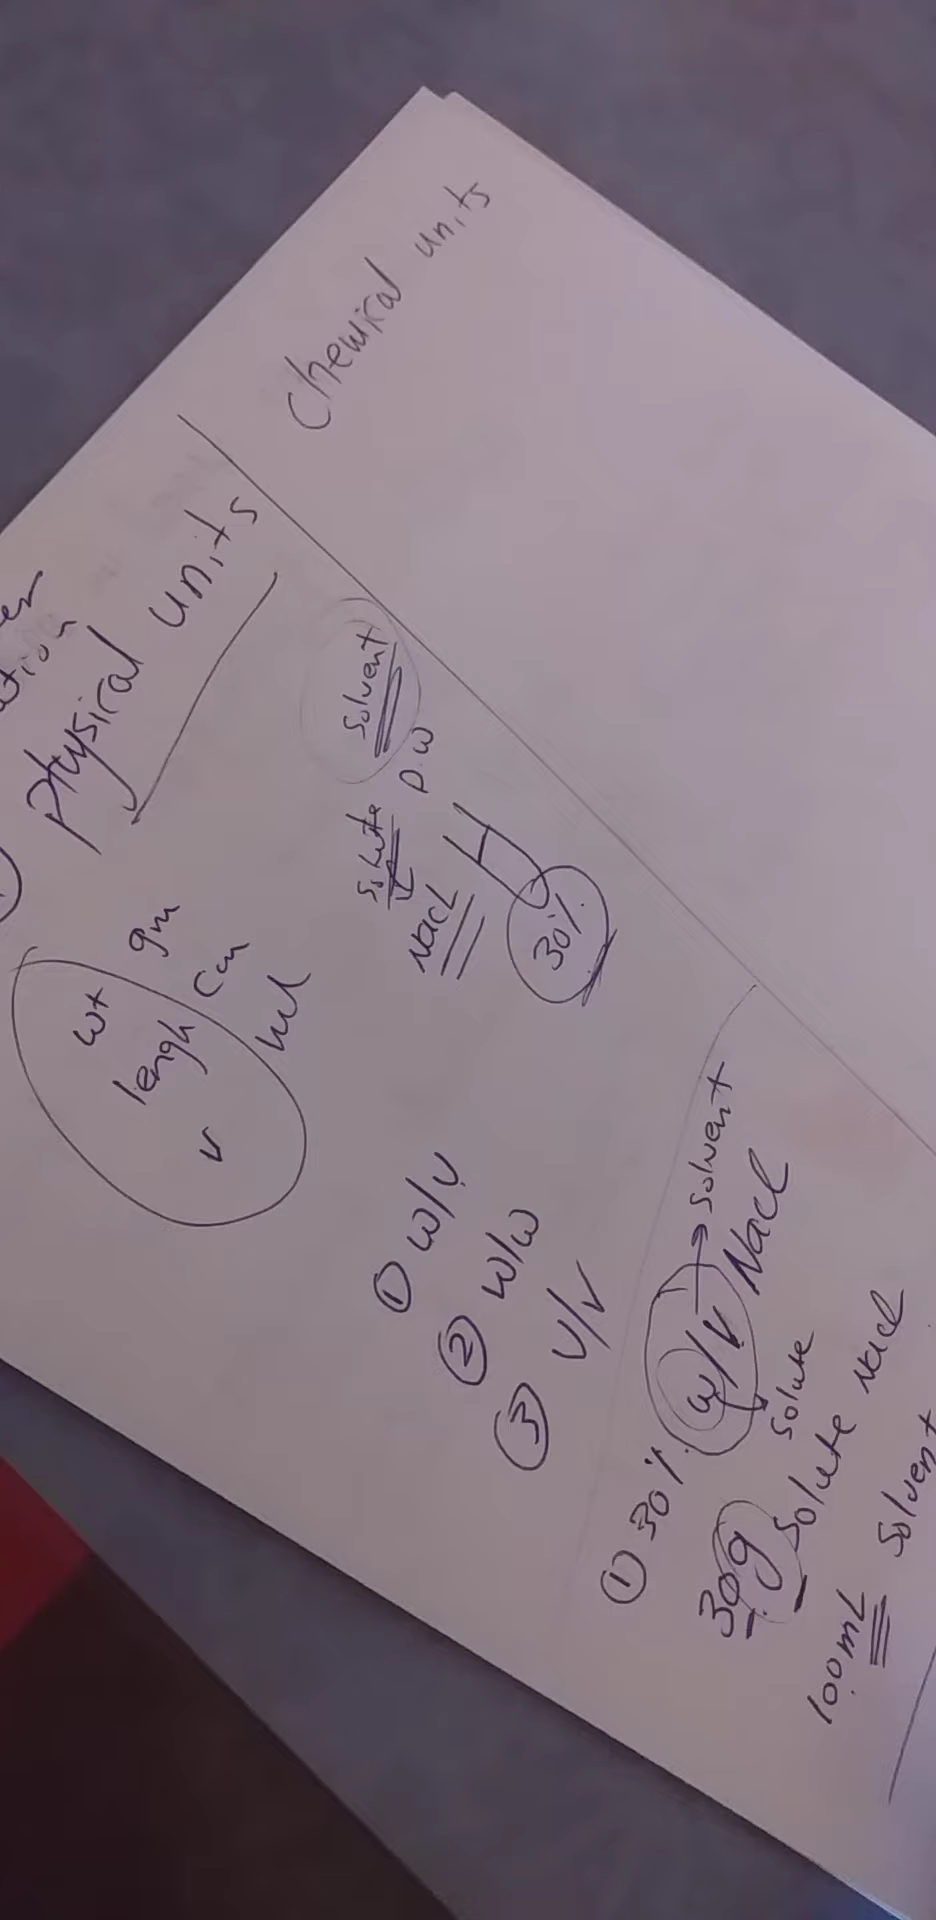 Physical units
Chemical units
wt gm
lengh cm
v ml
Solute Solvent
NaCL D.W
30%
① W/V
② W/W
③ V/V
① 30% W/V → Solvent
NaCl
Solute
30g Solute NaCl
100mL Solvent